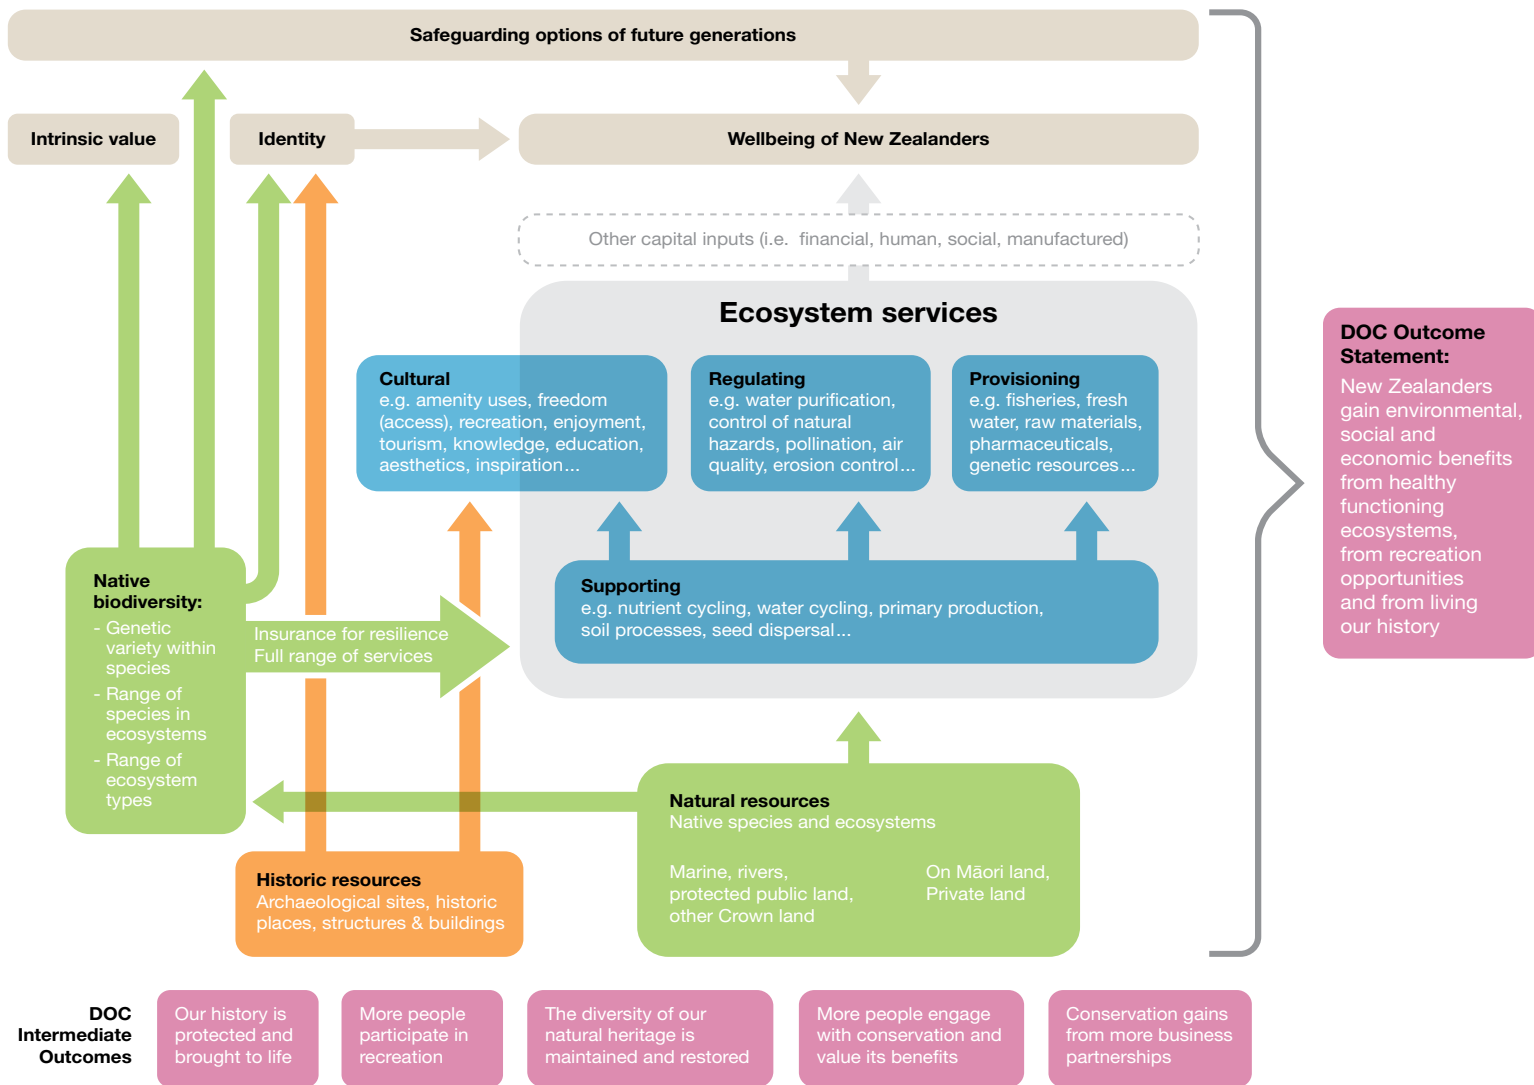 Safeguarding options of future generations
Intrinsic value
Identity
Wellbeing of New Zealanders
Other capital inputs (i.e. financial, human, social, manufactured)
Ecosystem services
Cultural
e.g. amenity uses, freedom
(access), recreation, enjoyment,
tourism, knowledge, education,
aesthetics, inspiration...
Regulating
e.g. water purification,
control of natural
hazards, pollination, air
quality, erosion control...
Provisioning
e.g. fisheries, fresh
water, raw materials,
pharmaceuticals,
genetic resources...
Supporting
e.g. nutrient cycling, water cycling, primary production,
soil processes, seed dispersal...
Native
biodiversity:
- Genetic
variety within
species
- Range of
species in
ecosystems
- Range of
ecosystem
types
Insurance for resilience
Full range of services
Natural resources
Native species and ecosystems
Marine, rivers,
protected public land,
other Crown land
On Māori land,
Private land
Historic resources
Archaeological sites, historic
places, structures & buildings
DOC Outcome
Statement:
New Zealanders
gain environmental,
social and
economic benefits
from healthy
functioning
ecosystems,
from recreation
opportunities
and from living
our history
DOC
Intermediate
Outcomes
Our history is
protected and
brought to life
More people
participate in
recreation
The diversity of our
natural heritage is
maintained and restored
More people engage
with conservation and
value its benefits
Conservation gains
from more business
partnerships